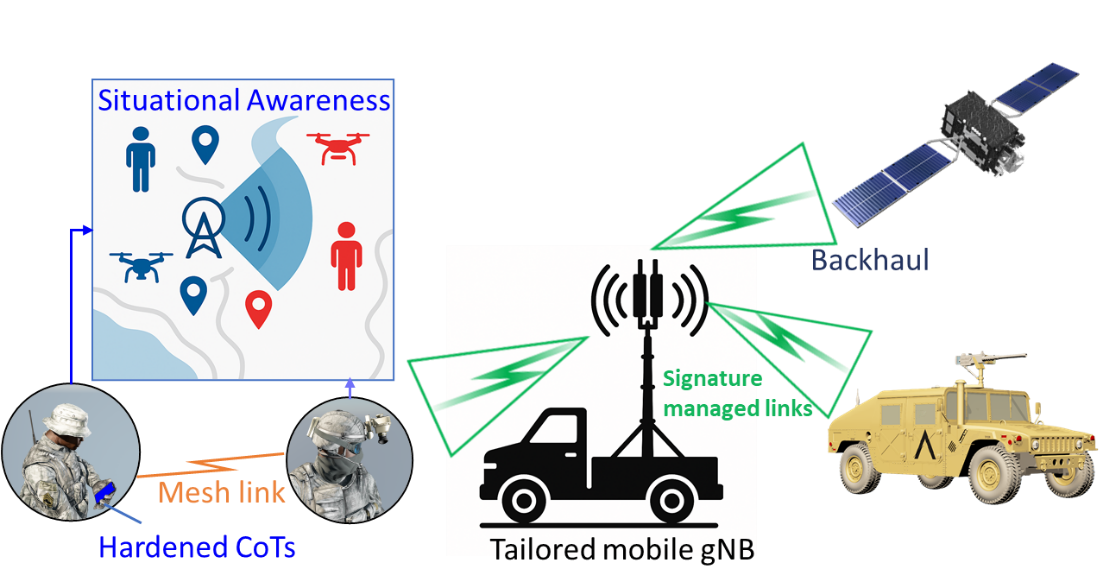 Situational Awareness
Backhaul
Signature
managed links
Mesh link
Hardened CoTs
Tailored mobile gNB